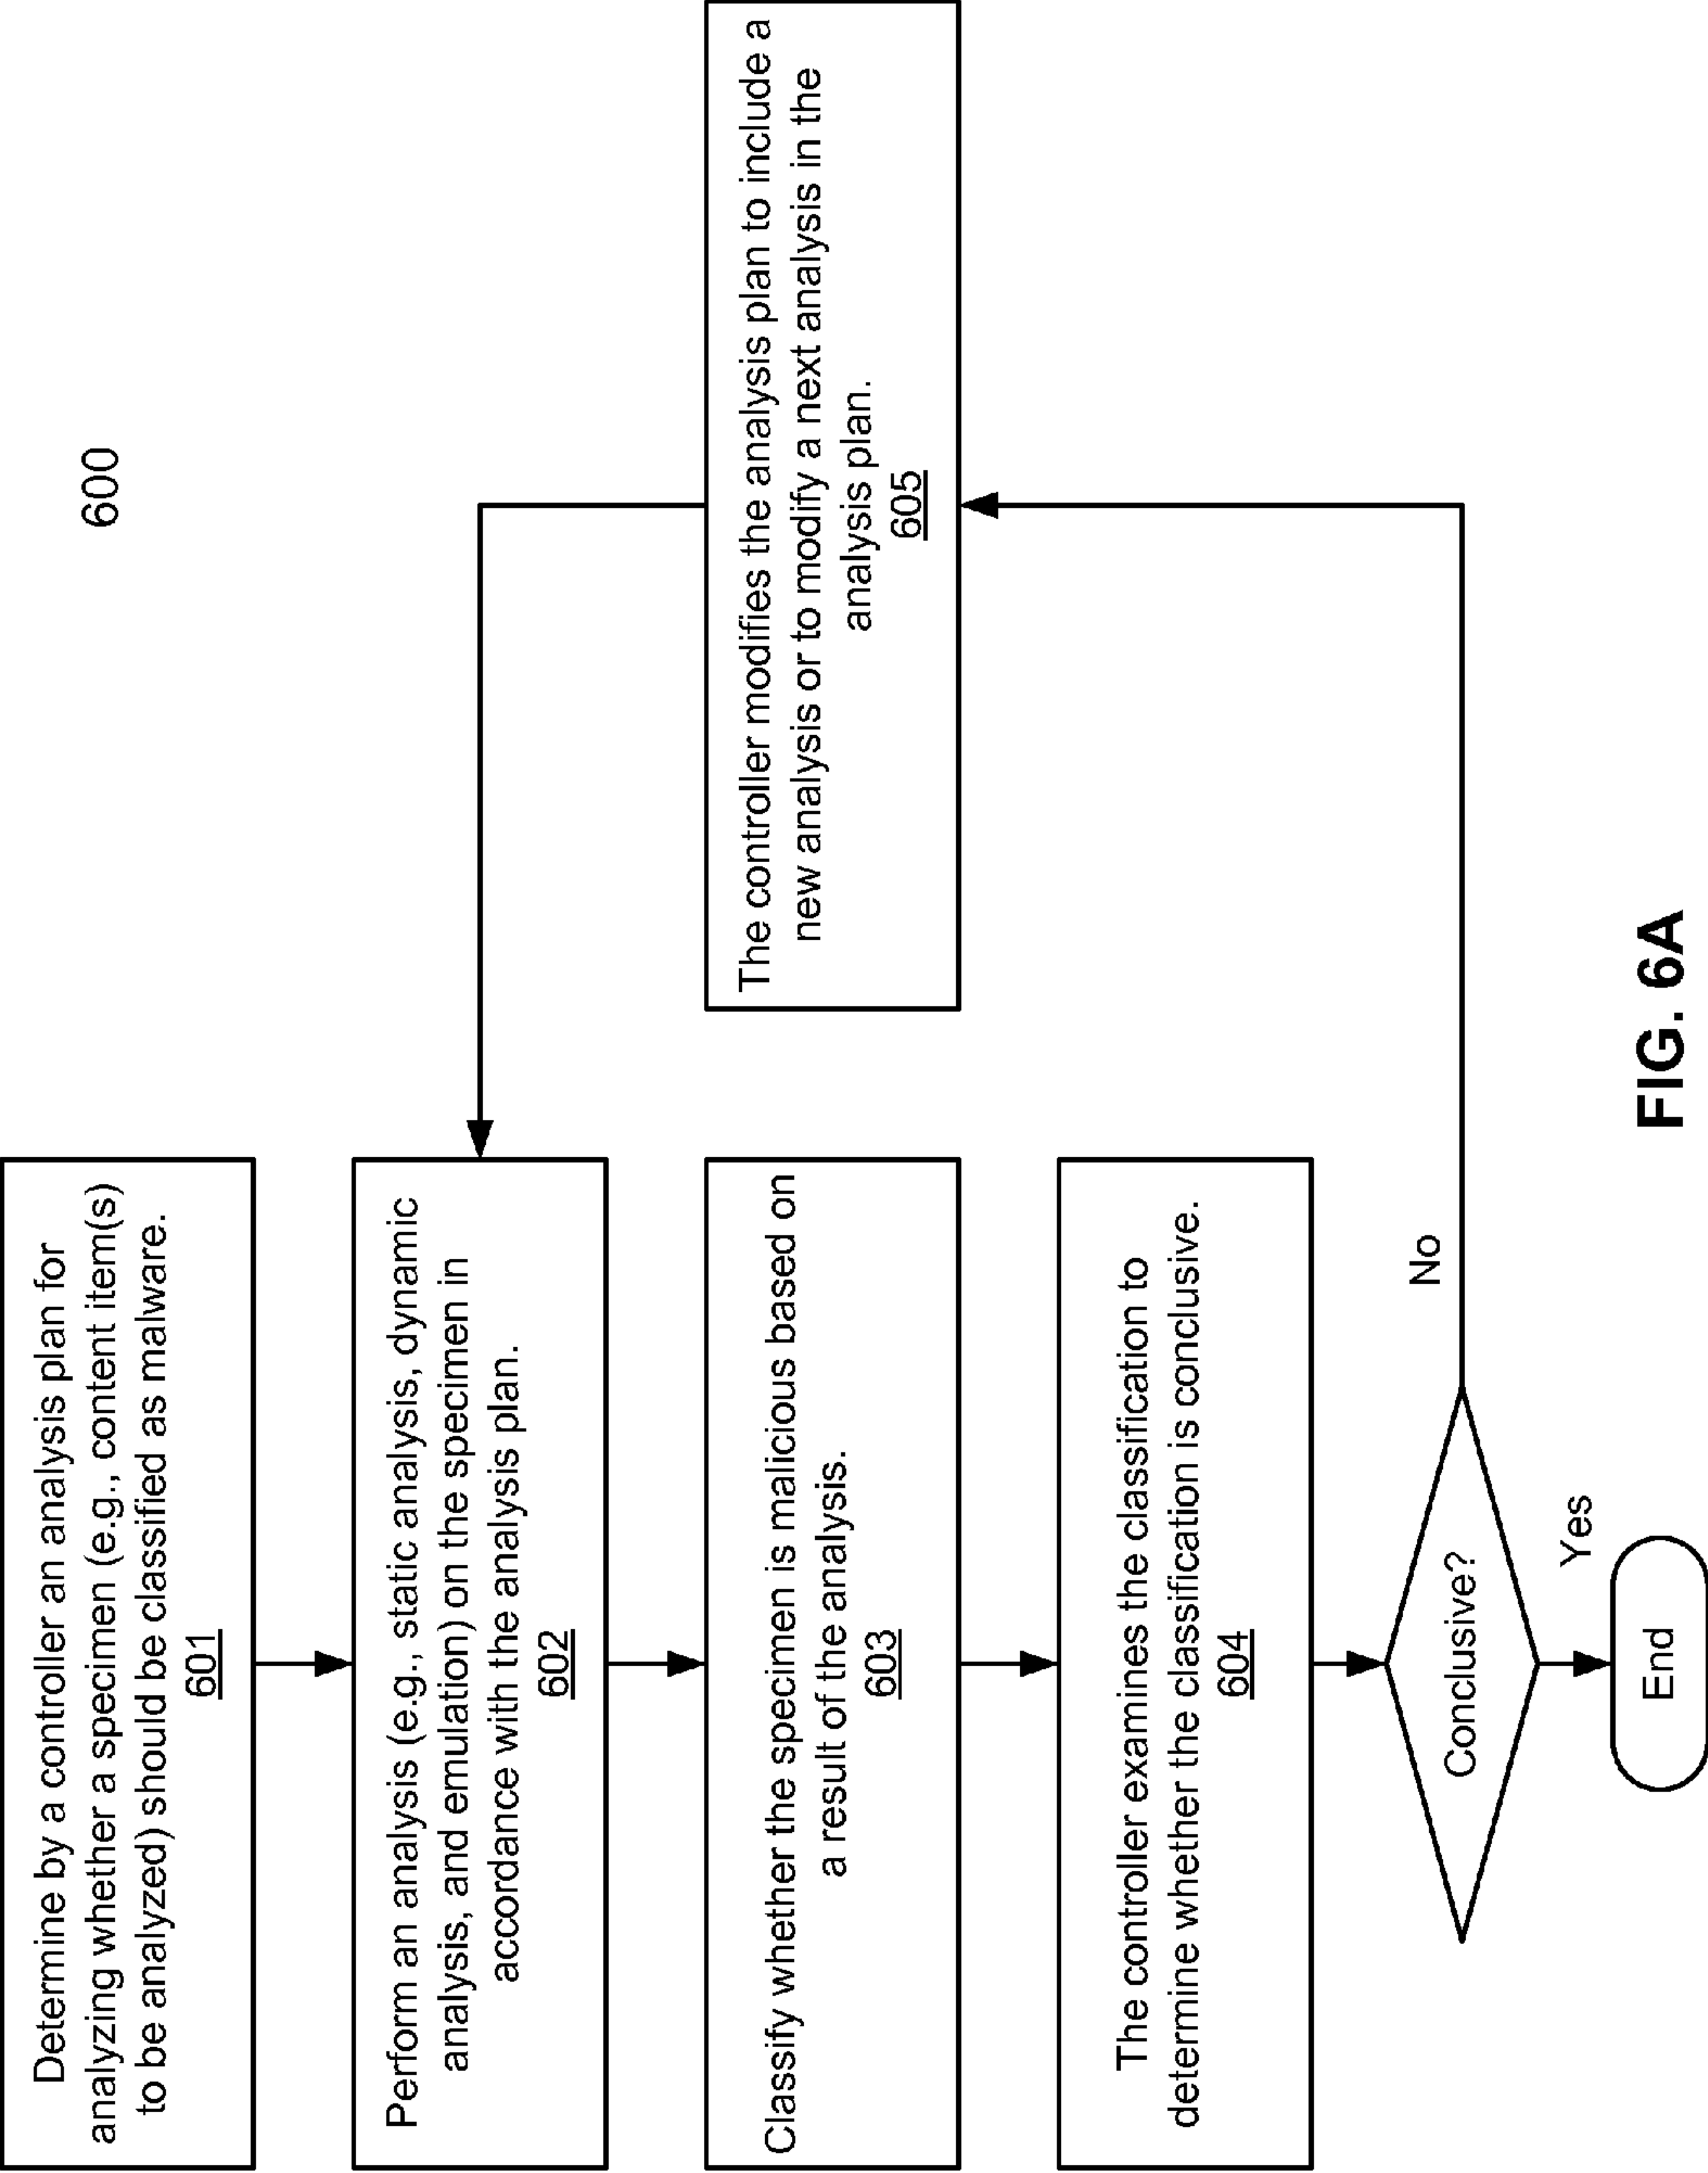 600
Determine by a controller an analysis plan for
analyzing whether a specimen (e.g., content item(s)
to be analyzed) should be classified as malware.
601
Perform an analysis (e.g., static analysis, dynamic
analysis, and emulation) on the specimen in
accordance with the analysis plan.
602
Classify whether the specimen is malicious based on
a result of the analysis.
603
The controller examines the classification to
determine whether the classification is conclusive.
604
Conclusive?
No
Yes
End
The controller modifies the analysis plan to include a
new analysis or to modify a next analysis in the
analysis plan.
605
FIG. 6A